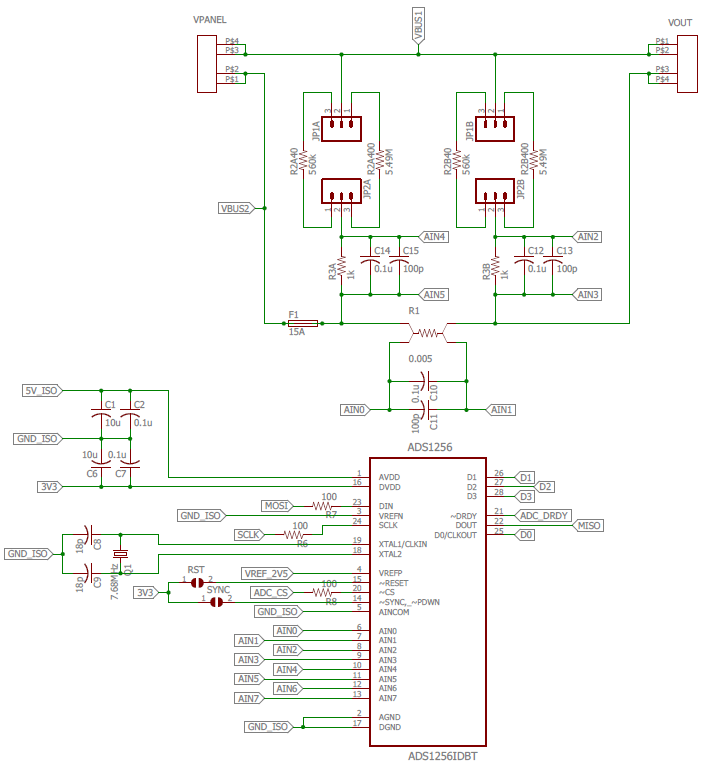 VBUS1
VPANEL
VOUT
P$4
P$3
P$2
P$1
P$1
P$2
P$3
P$4
3 2 1
JP1A
3 2 1
JP1B
R2A40
560k
R2A400
5.49M
R2B40
560k
R2B400
5.49M
JP2A
1 2 3
JP2B
1 2 3
VBUS2
AIN4
AIN2
R3A
1k
C14
0.1u
C15
100p
R3B
1k
C12
0.1u
C13
100p
AIN5
AIN3
F1
15A
R1
0.005
0.1u
C10
100p
C11
AIN0
AIN1
5V_ISO
C1
10u
C2
0.1u
GND_ISO
10u
C6
0.1u
C7
3V3
ADS1256
1 AVDD
16 DVDD
D1 26 D1
D2 27 D2
D3 28 D3
MOSI
100
R7
23 DIN
GND_ISO
3 VREFN
~DRDY 21 ADC_DRDY
SCLK
100
R6
24 SCLK
DOUT 22 MISO
D0/CLKOUT 25 D0
18p
C8
GND_ISO
18p
C9
7.68MHz
Q1
19 XTAL1/CLKIN
18 XTAL2
VREF_2V5
4 VREFP
RST
1 2
15 ~RESET
3V3
SYNC
1 2
ADC_CS
100
R8
20 ~CS
14 ~SYNC,_~PDWN
GND_ISO
5 AINCOM
AIN0 6 AIN0
AIN1 7 AIN1
AIN2 8 AIN2
AIN3 9 AIN3
AIN4 10 AIN4
AIN5 11 AIN5
AIN6 12 AIN6
AIN7 13 AIN7
2 AGND
GND_ISO 17 DGND
ADS1256IDBT